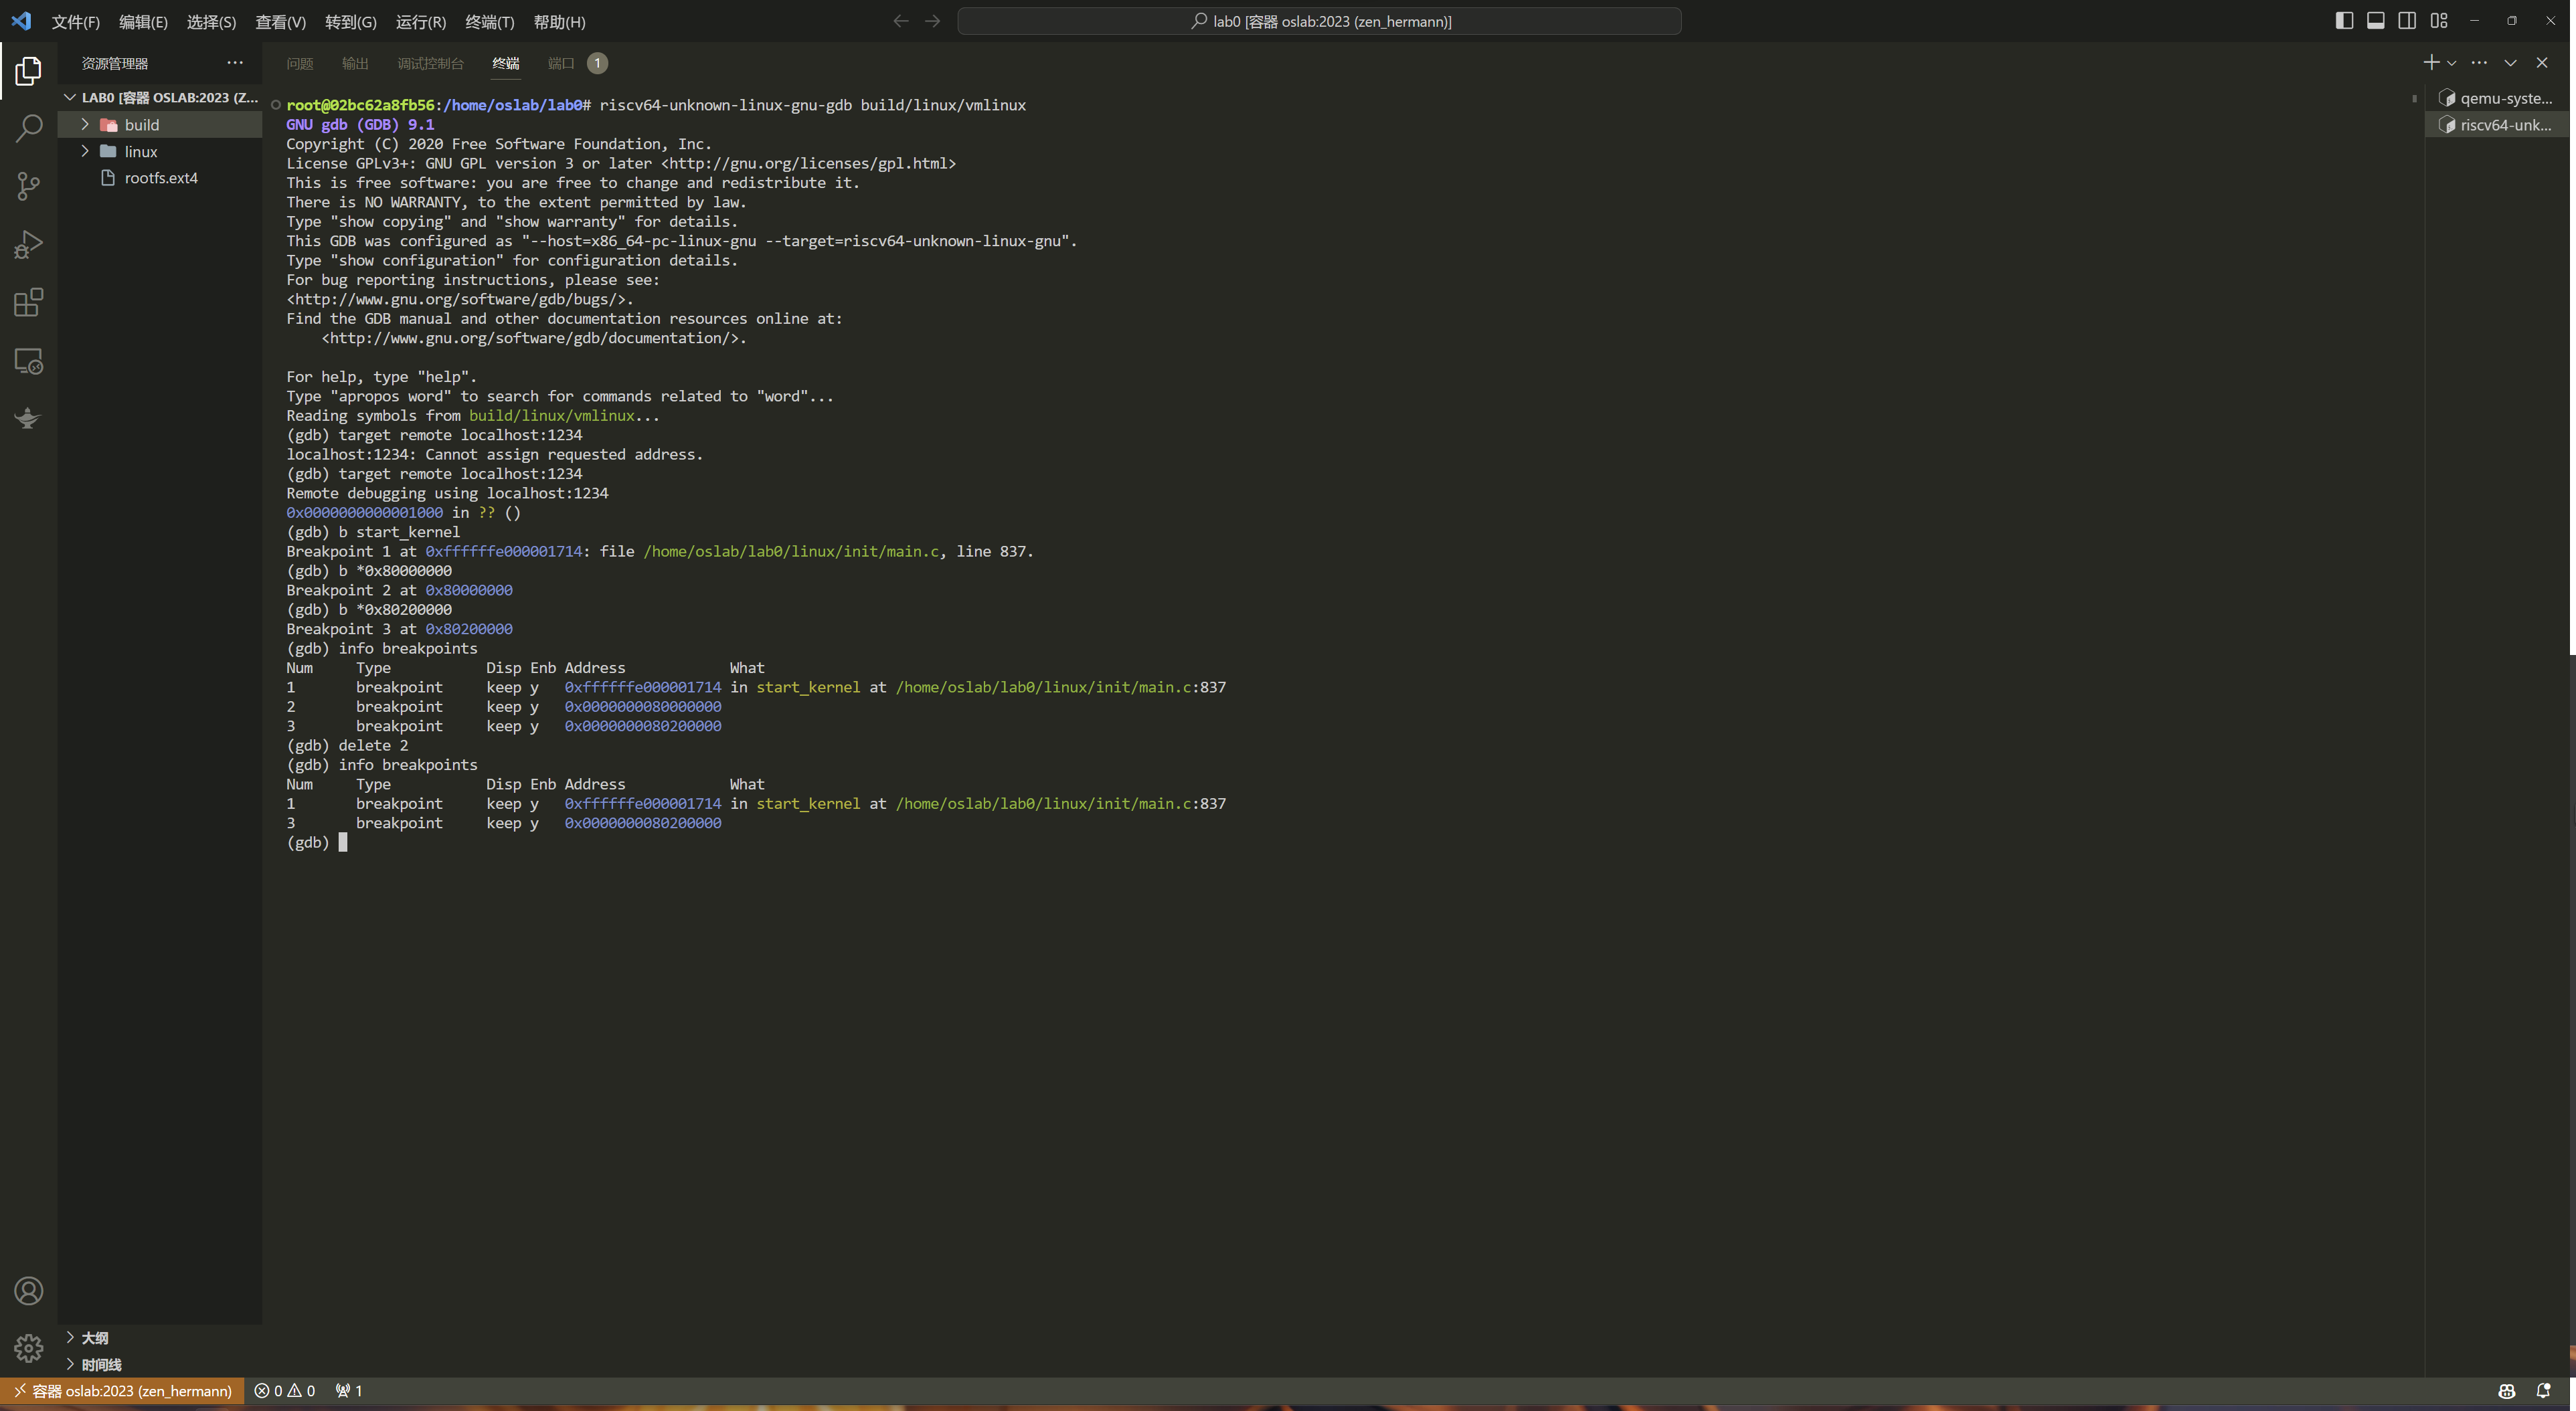 文件(F) 编辑(E) 选择(S) 查看(V) 转到(G) 运行(R) 终端(T) 帮助(H)
lab0 [容器 oslab:2023 (zen_hermann)]
资源管理器
LAB0 [容器 OSLAB:2023 (Z...
build
linux
rootfs.ext4
大纲
时间线
问题 输出 调试控制台 终端 端口 1
root@02bc62a8fb56:/home/oslab/lab0# riscv64-unknown-linux-gnu-gdb build/linux/vmlinux
GNU gdb (GDB) 9.1
Copyright (C) 2020 Free Software Foundation, Inc.
License GPLv3+: GNU GPL version 3 or later <http://gnu.org/licenses/gpl.html>
This is free software: you are free to change and redistribute it.
There is NO WARRANTY, to the extent permitted by law.
Type "show copying" and "show warranty" for details.
This GDB was configured as "--host=x86_64-pc-linux-gnu --target=riscv64-unknown-linux-gnu".
Type "show configuration" for configuration details.
For bug reporting instructions, please see:
<http://www.gnu.org/software/gdb/bugs/>.
Find the GDB manual and other documentation resources online at:
<http://www.gnu.org/software/gdb/documentation/>.
For help, type "help".
Type "apropos word" to search for commands related to "word"...
Reading symbols from build/linux/vmlinux...
(gdb) target remote localhost:1234
localhost:1234: Cannot assign requested address.
(gdb) target remote localhost:1234
Remote debugging using localhost:1234
0x0000000000001000 in ?? ()
(gdb) b start_kernel
Breakpoint 1 at 0xffffffe000001714: file /home/oslab/lab0/linux/init/main.c, line 837.
(gdb) b *0x80000000
Breakpoint 2 at 0x80000000
(gdb) b *0x80200000
Breakpoint 3 at 0x80200000
(gdb) info breakpoints
Num Type Disp Enb Address What
1 breakpoint keep y 0xffffffe000001714 in start_kernel at /home/oslab/lab0/linux/init/main.c:837
2 breakpoint keep y 0x0000000080000000
3 breakpoint keep y 0x0000000080200000
(gdb) delete 2
(gdb) info breakpoints
Num Type Disp Enb Address What
1 breakpoint keep y 0xffffffe000001714 in start_kernel at /home/oslab/lab0/linux/init/main.c:837
3 breakpoint keep y 0x0000000080200000
(gdb)
qemu-syste...
riscv64-unk...
容器 oslab:2023 (zen_hermann) 0 0 1